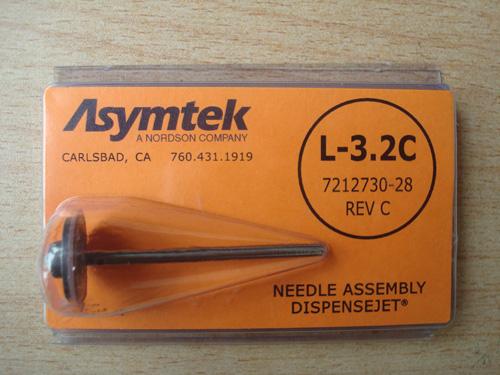 Asymtek
A NORDSON COMPANY
CARLSBAD, CA 760.431.1919
L-3.2C
7212730-28
REV C
NEEDLE ASSEMBLY
DISPENSEJET®